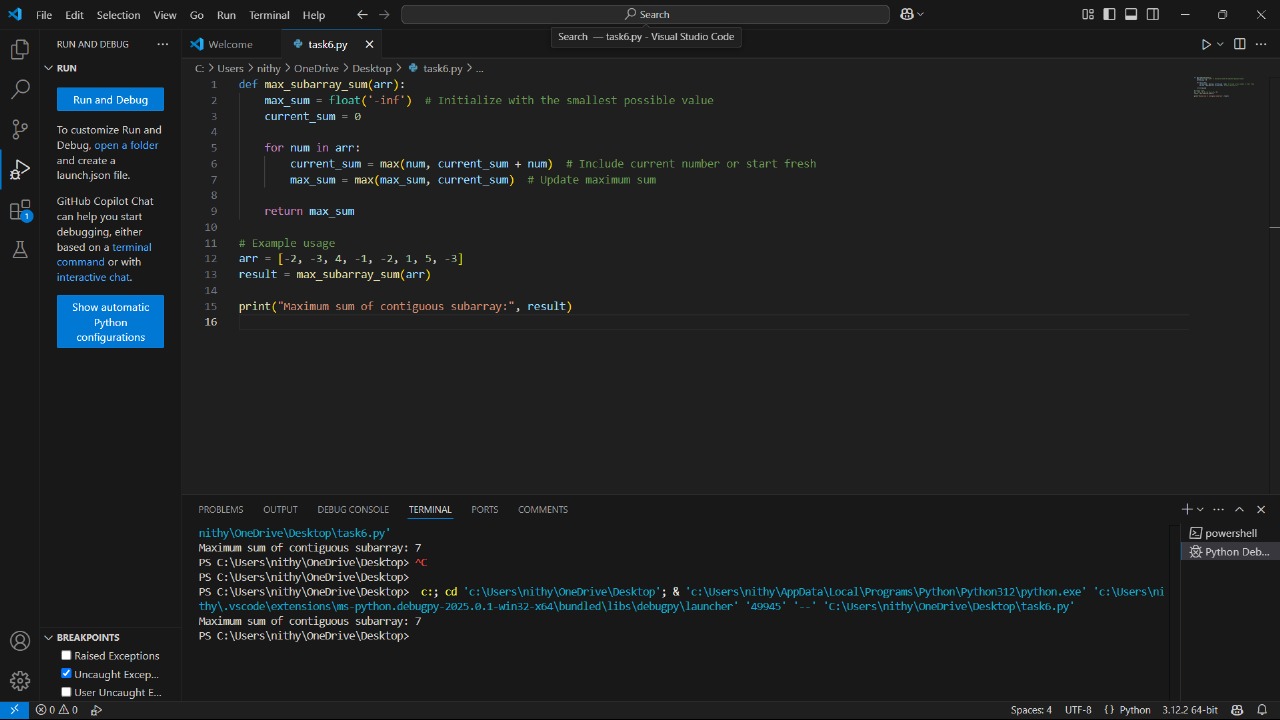 File Edit Selection View Go Run Terminal Help Search
Search — task6.py - Visual Studio Code
RUN AND DEBUG ···
RUN
Run and Debug
To customize Run and
Debug, open a folder
and create a
launch.json file.
GitHub Copilot Chat
can help you start
debugging, either
based on a terminal
command or with
interactive chat.
Show automatic
Python
configurations
1
BREAKPOINTS
Raised Exceptions
Uncaught Excep...
User Uncaught E...
Welcome task6.py
C: > Users > nithy > OneDrive > Desktop > task6.py > ...
1 def max_subarray_sum(arr):
2     max_sum = float('-inf')  # Initialize with the smallest possible value
3     current_sum = 0
4
5     for num in arr:
6         current_sum = max(num, current_sum + num)  # Include current number or start fresh
7         max_sum = max(max_sum, current_sum)  # Update maximum sum
8
9     return max_sum
10
11 # Example usage
12 arr = [-2, -3, 4, -1, -2, 1, 5, -3]
13 result = max_subarray_sum(arr)
14
15 print("Maximum sum of contiguous subarray:", result)
16
PROBLEMS OUTPUT DEBUG CONSOLE TERMINAL PORTS COMMENTS
nithy\OneDrive\Desktop\task6.py'
Maximum sum of contiguous subarray: 7
PS C:\Users\nithy\OneDrive\Desktop> ^C
PS C:\Users\nithy\OneDrive\Desktop>
PS C:\Users\nithy\OneDrive\Desktop>  c:; cd 'c:\Users\nithy\OneDrive\Desktop'; & 'c:\Users\nithy\AppData\Local\Programs\Python\Python312\python.exe' 'c:\Users\ni
thy\.vscode\extensions\ms-python.debugpy-2025.0.1-win32-x64\bundled\libs\debugpy\launcher' '49945' '--' 'C:\Users\nithy\OneDrive\Desktop\task6.py'
Maximum sum of contiguous subarray: 7
PS C:\Users\nithy\OneDrive\Desktop>
powershell
Python Deb...
0 0 Spaces: 4 UTF-8 {} Python 3.12.2 64-bit